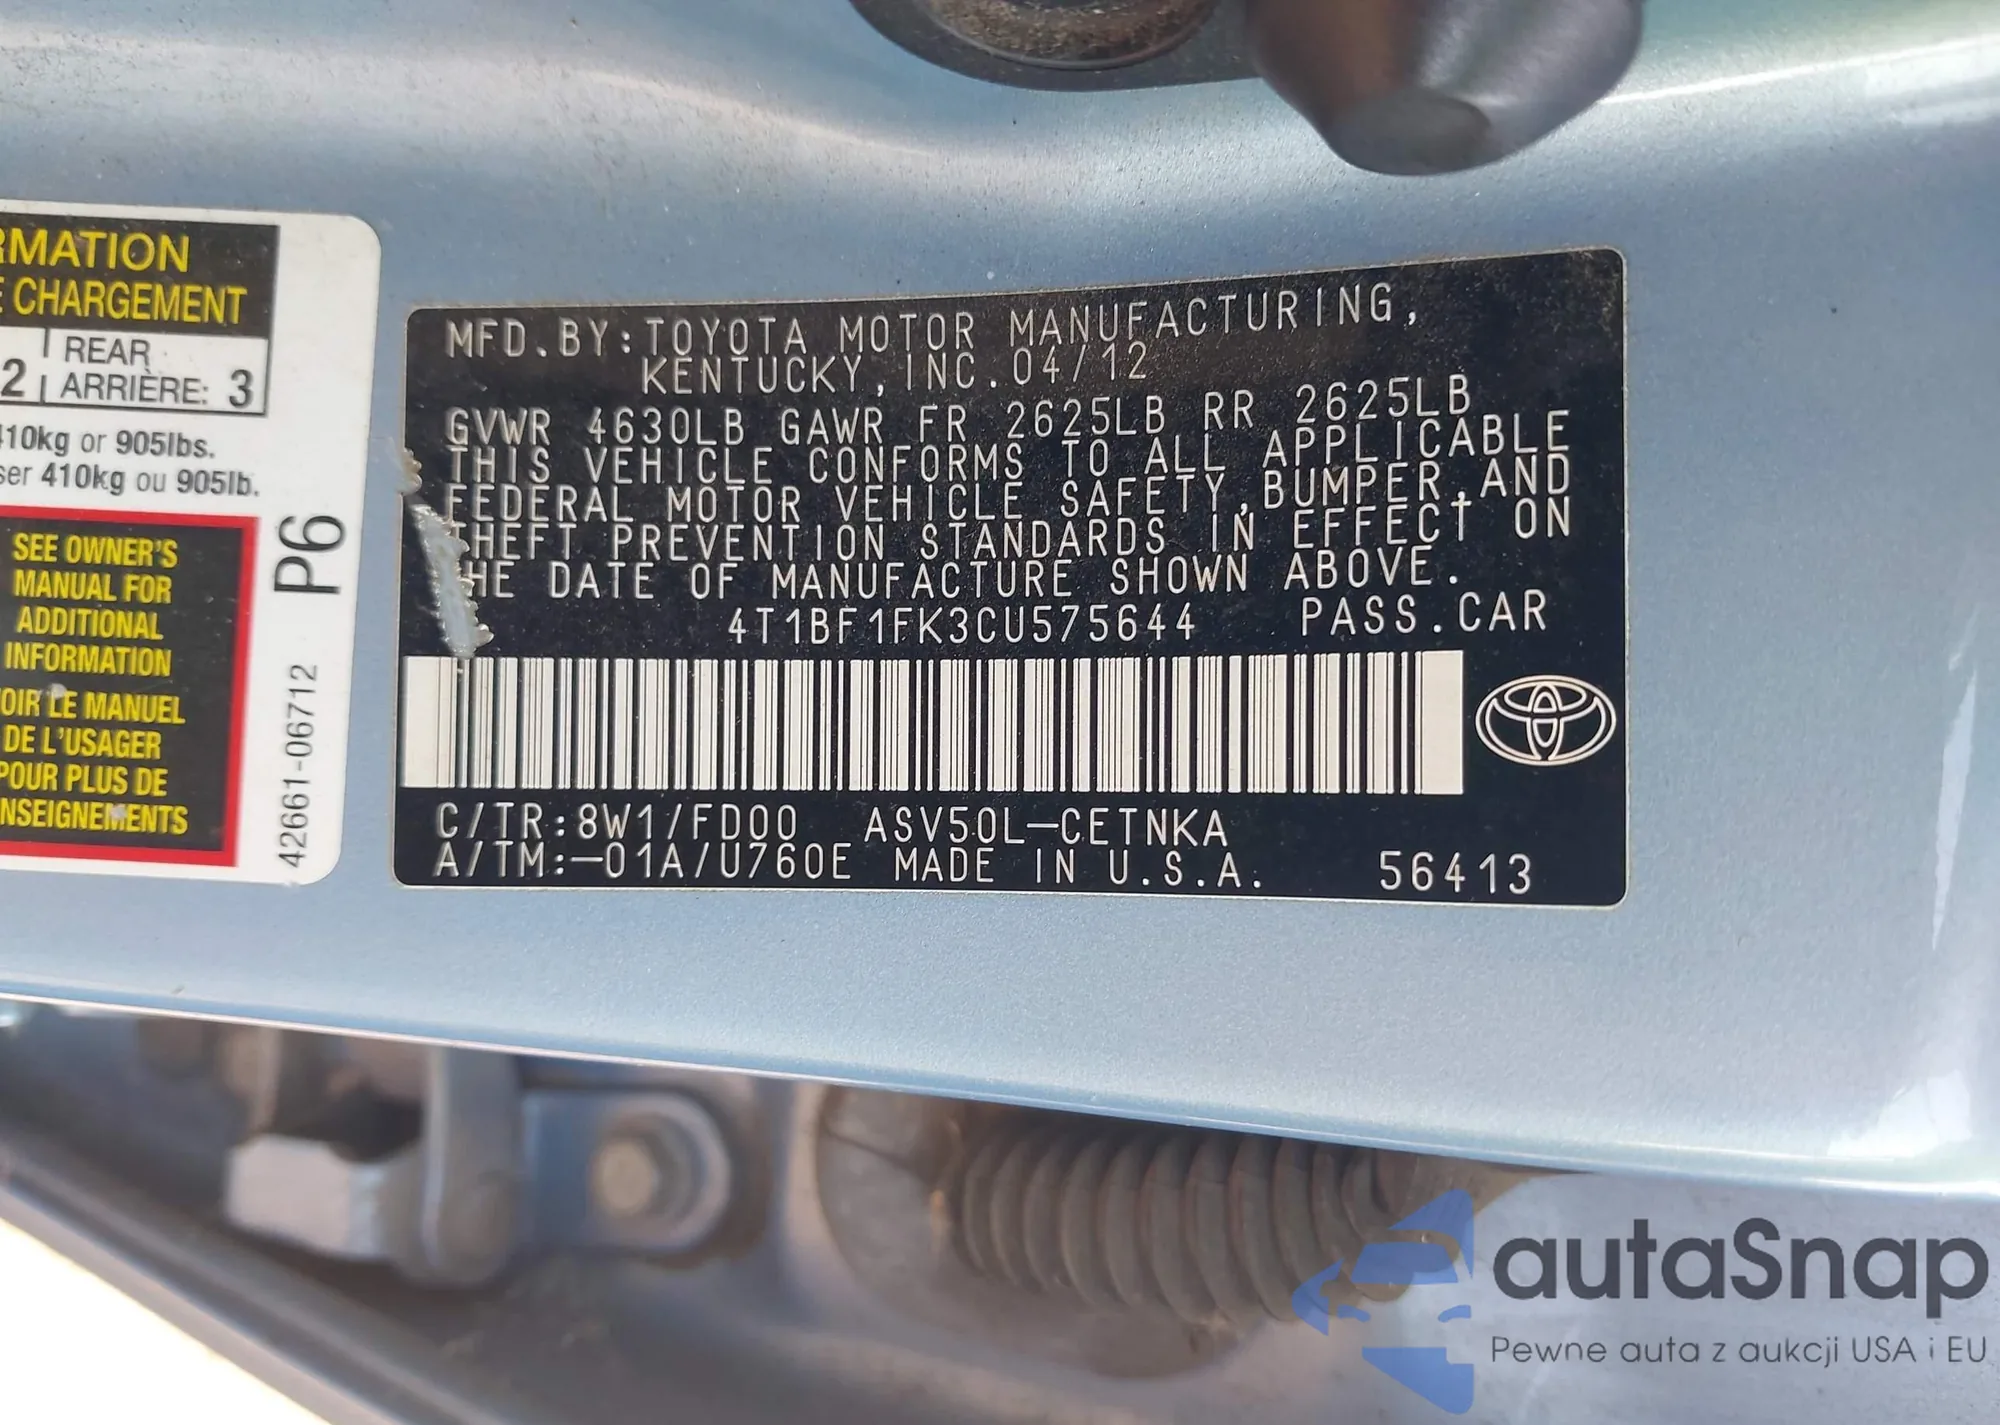 RMATION
E CHARGEMENT
2 REAR
ARRIÈRE: 3
410kg or 905lbs.
ser 410kg ou 905lb.
SEE OWNER'S
MANUAL FOR
ADDITIONAL
INFORMATION
OIR LE MANUEL
DE L'USAGER
POUR PLUS DE
NSEIGNEMENTS
P6
42661-06712
MFD.BY:TOYOTA MOTOR MANUFACTURING,
KENTUCKY,INC.04/12
GVWR 4630LB GAWR FR 2625LB RR 2625LB
THIS VEHICLE CONFORMS TO ALL APPLICABLE
FEDERAL MOTOR VEHICLE SAFETY,BUMPER,AND
THEFT PREVENTION STANDARDS IN EFFECT ON
THE DATE OF MANUFACTURE SHOWN ABOVE.
4T1BF1FK3CU575644 PASS.CAR
C/TR:8W1/FD00 ASV50L-CETNKA
A/TM:-01A/U760E MADE IN U.S.A. 56413
autaSnap
Pewne auta z aukcji USA i EU